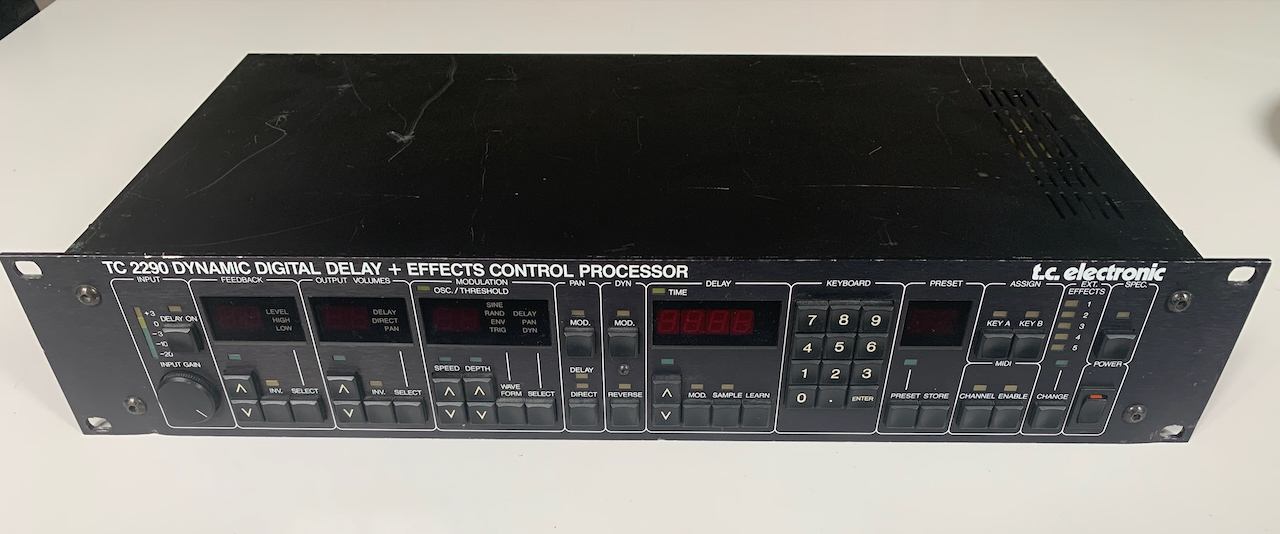 TC 2290 DYNAMIC DIGITAL DELAY + EFFECTS CONTROL PROCESSOR
t.c. electronic
INPUT
+3
0
-3
-10
-20
DELAY ON
INPUT GAIN
FEEDBACK
LEVEL
HIGH
LOW
INV.
SELECT
OUTPUT VOLUMES
DELAY
DIRECT
PAN
INV.
SELECT
MODULATION
OSC./THRESHOLD
SINE
RAND DELAY
ENV PAN
TRIG DYN
SPEED DEPTH
WAVE
FORM
SELECT
PAN
MOD.
DELAY
DIRECT
DYN
MOD.
REVERSE
DELAY
TIME
MOD. SAMPLE LEARN
KEYBOARD
7 8 9
4 5 6
1 2 3
0 . ENTER
PRESET
PRESET STORE
ASSIGN
KEY A KEY B
MIDI
CHANNEL ENABLE
EXT.
EFFECTS
1
2
3
4
5
CHANGE
SPEC.
POWER